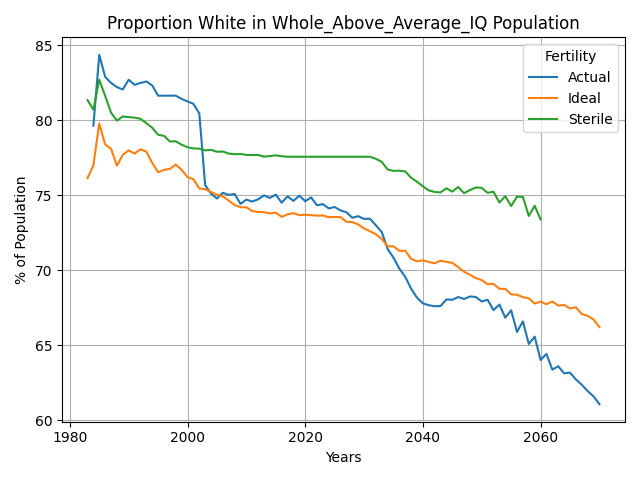 Proportion White in Whole_Above_Average_IQ Population
Fertility
Actual
Ideal
Sterile
% of Population
85
80
75
70
65
60
1980
2000
2020
2040
2060
Years